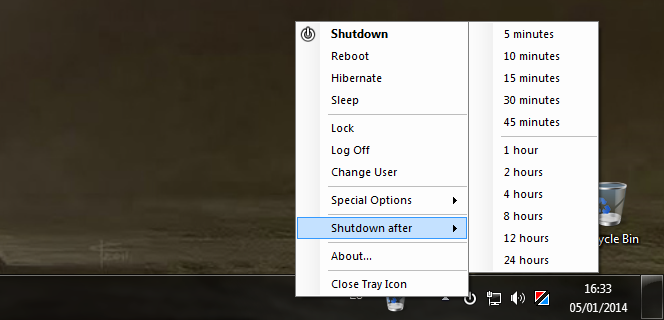 Shutdown
Reboot
Hibernate
Sleep
Lock
Log Off
Change User
Special Options
Shutdown after
About...
Close Tray Icon
5 minutes
10 minutes
15 minutes
30 minutes
45 minutes
1 hour
2 hours
4 hours
8 hours
12 hours
24 hours
ycle Bin
16:33
05/01/2014